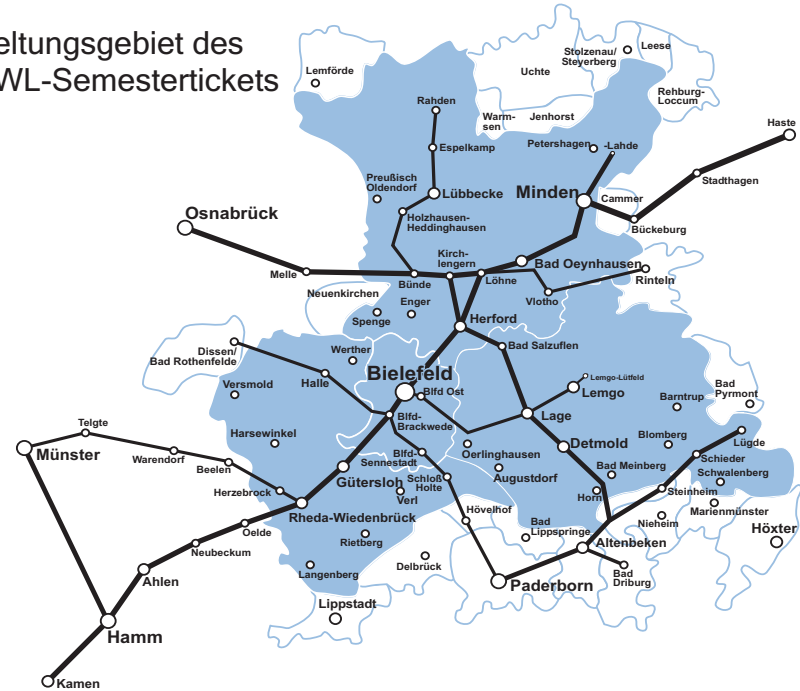 eltungsgebiet des
WL-Semestertickets
Lemförde
Stolzenau/
Steyerberg
Leese
Uchte
Rehburg-
Loccum
Rahden
Warm-
sen
Jenhorst
Haste
Espelkamp
Petershagen
-Lahde
Stadthagen
Preußisch
Oldendorf
Lübbecke
Minden
Cammer
Osnabrück
Holzhausen-
Heddinghausen
Bückeburg
Kirch-
lengern
Bad Oeynhausen
Melle
Bünde
Löhne
Rinteln
Neuenkirchen
Enger
Vlotho
Spenge
Herford
Dissen/
Bad Rothenfelde
Werther
Bad Salzuflen
Bielefeld
Halle
Versmold
Blfd Ost
Lemgo-Lütfeld
Lemgo
Barntrup
Bad
Pyrmont
Telgte
Harsewinkel
Blfd-
Brackwede
Lage
Münster
Warendorf
Beelen
Blfd-
Sennestadt
Oerlinghausen
Detmold
Blomberg
Lügde
Schieder
Herzebrock
Gütersloh
Schloß
Holte
Augustdorf
Bad Meinberg
Schwalenberg
Verl
Horn
Steinheim
Rheda-Wiedenbrück
Hövelhof
Marienmünster
Oelde
Rietberg
Bad
Lippspringe
Nieheim
Höxter
Neubeckum
Altenbeken
Ahlen
Langenberg
Delbrück
Paderborn
Bad
Driburg
Lippstadt
Hamm
Kamen